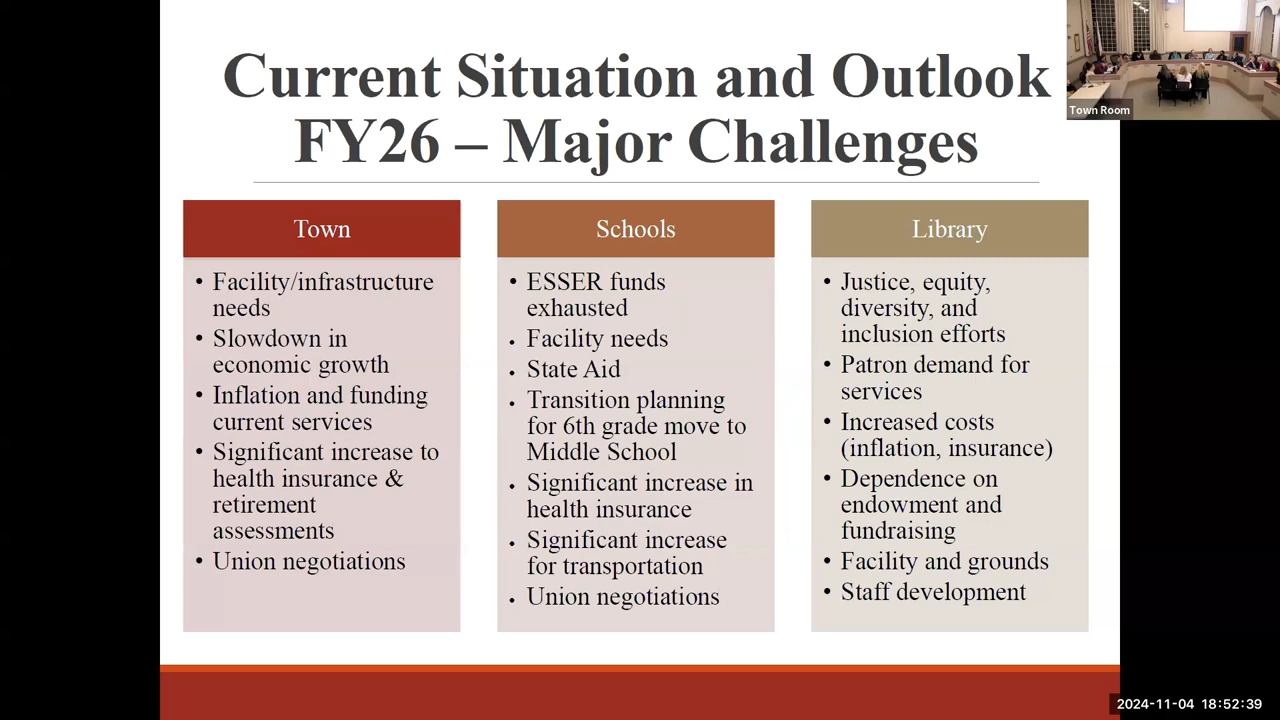 Current Situation and Outlook
FY26 – Major Challenges
Town Room
Town
• Facility/infrastructure
needs
• Slowdown in
economic growth
• Inflation and funding
current services
• Significant increase to
health insurance &
retirement
assessments
• Union negotiations
Schools
• ESSER funds
exhausted
• Facility needs
• State Aid
• Transition planning
for 6th grade move to
Middle School
• Significant increase in
health insurance
• Significant increase
for transportation
• Union negotiations
Library
• Justice, equity,
diversity, and
inclusion efforts
• Patron demand for
services
• Increased costs
(inflation, insurance)
• Dependence on
endowment and
fundraising
• Facility and grounds
• Staff development
2024-11-04 18:52:39